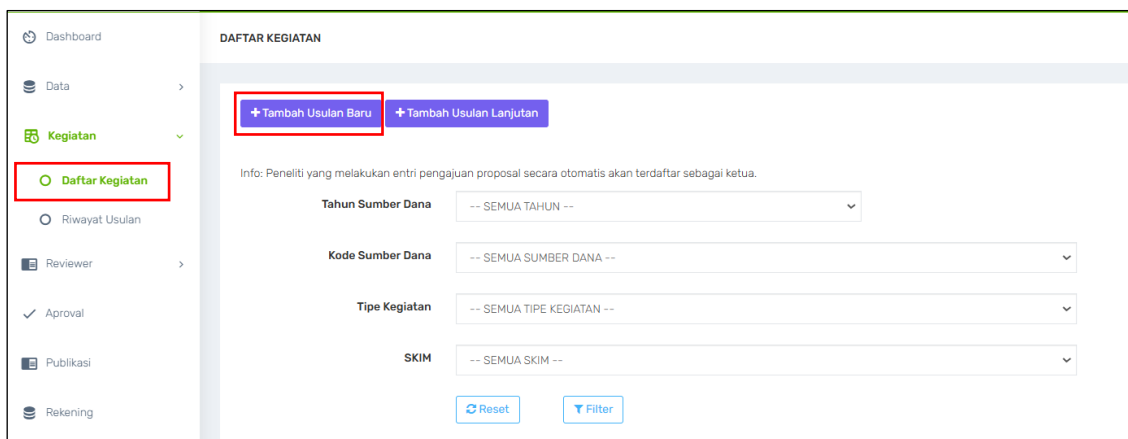 Dashboard
DAFTAR KEGIATAN
Data
+ Tambah Usulan Baru
+ Tambah Usulan Lanjutan
Kegiatan
Daftar Kegiatan
Info: Peneliti yang melakukan entri pengajuan proposal secara otomatis akan terdaftar sebagai ketua.
Tahun Sumber Dana
-- SEMUA TAHUN --
Riwayat Usulan
Kode Sumber Dana
-- SEMUA SUMBER DANA --
Reviewer
Tipe Kegiatan
-- SEMUA TIPE KEGIATAN --
Aproval
SKIM
-- SEMUA SKIM --
Publikasi
Reset
Filter
Rekening